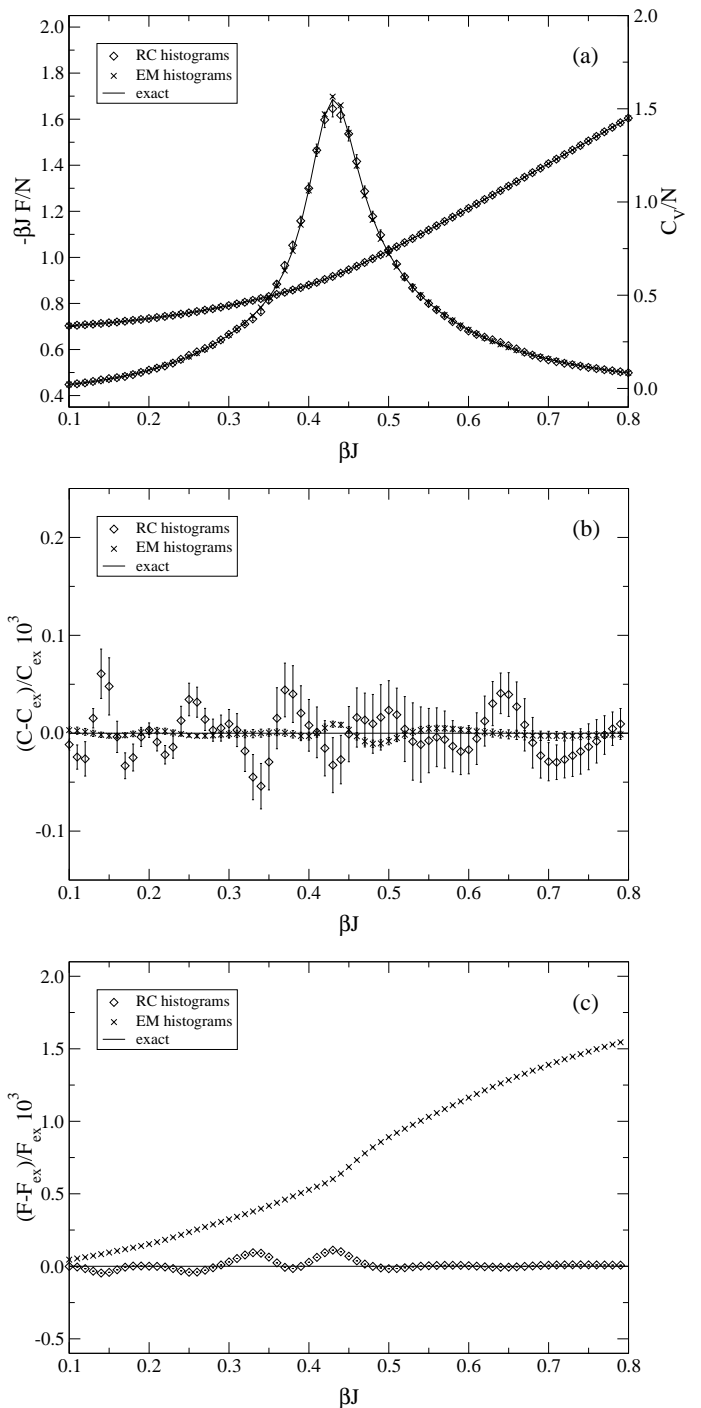 2.0
1.8
1.6
1.4
1.2
1.0
0.8
0.6
0.4
-βJ F/N
RC histograms
EM histograms
exact
(a)
2.0
1.5
1.0
0.5
0.0
C_V/N
0.1 0.2 0.3 0.4 0.5 0.6 0.7 0.8
βJ
0.2
0.1
0.0
-0.1
(C-C_ex)/C_ex 10^3
RC histograms
EM histograms
exact
(b)
0.1 0.2 0.3 0.4 0.5 0.6 0.7 0.8
βJ
2.0
1.5
1.0
0.5
0.0
-0.5
(F-F_ex)/F_ex 10^3
RC histograms
EM histograms
exact
(c)
0.1 0.2 0.3 0.4 0.5 0.6 0.7 0.8
βJ